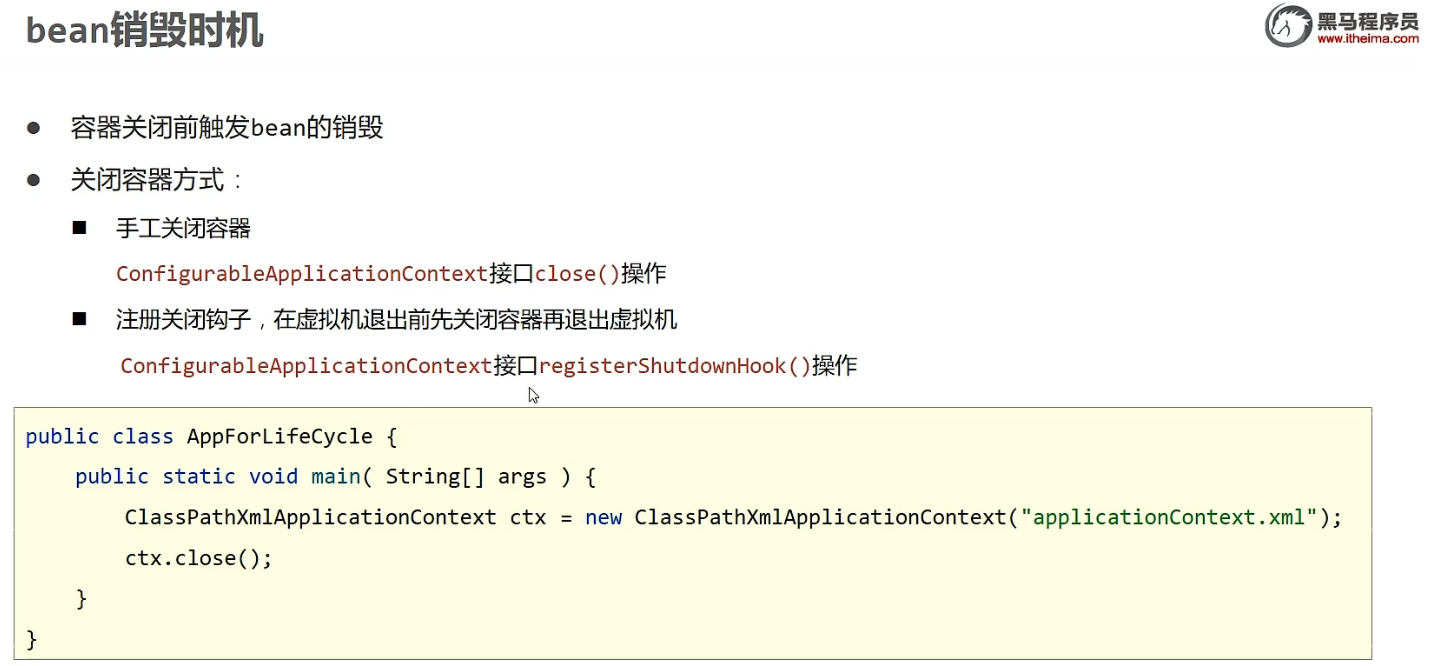 bean销毁时机
黑马程序员
www.itheima.com
● 容器关闭前触发bean的销毁
● 关闭容器方式：
■ 手工关闭容器
ConfigurableApplicationContext接口close()操作
■ 注册关闭钩子，在虚拟机退出前先关闭容器再退出虚拟机
ConfigurableApplicationContext接口registerShutdownHook()操作
public class AppForLifeCycle {
    public static void main( String[] args ) {
        ClassPathXmlApplicationContext ctx = new ClassPathXmlApplicationContext("applicationContext.xml");
        ctx.close();
    }
}